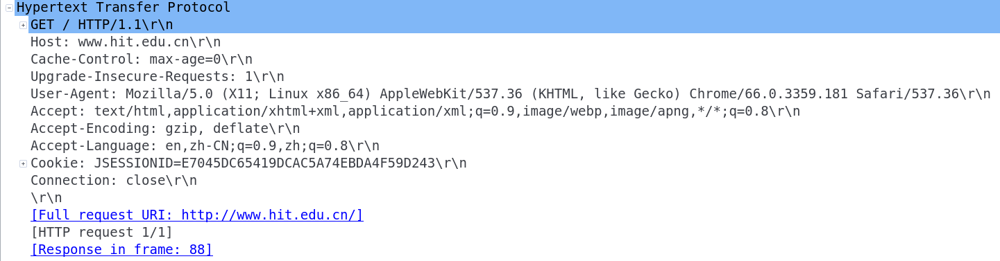 Hypertext Transfer Protocol
GET / HTTP/1.1\r\n
Host: www.hit.edu.cn\r\n
Cache-Control: max-age=0\r\n
Upgrade-Insecure-Requests: 1\r\n
User-Agent: Mozilla/5.0 (X11; Linux x86_64) AppleWebKit/537.36 (KHTML, like Gecko) Chrome/66.0.3359.181 Safari/537.36\r\n
Accept: text/html,application/xhtml+xml,application/xml;q=0.9,image/webp,image/apng,*/*;q=0.8\r\n
Accept-Encoding: gzip, deflate\r\n
Accept-Language: en,zh-CN;q=0.9,zh;q=0.8\r\n
Cookie: JSESSIONID=E7045DC65419DCAC5A74EBDA4F59D243\r\n
Connection: close\r\n
\r\n
[Full request URI: http://www.hit.edu.cn/]
[HTTP request 1/1]
[Response in frame: 88]